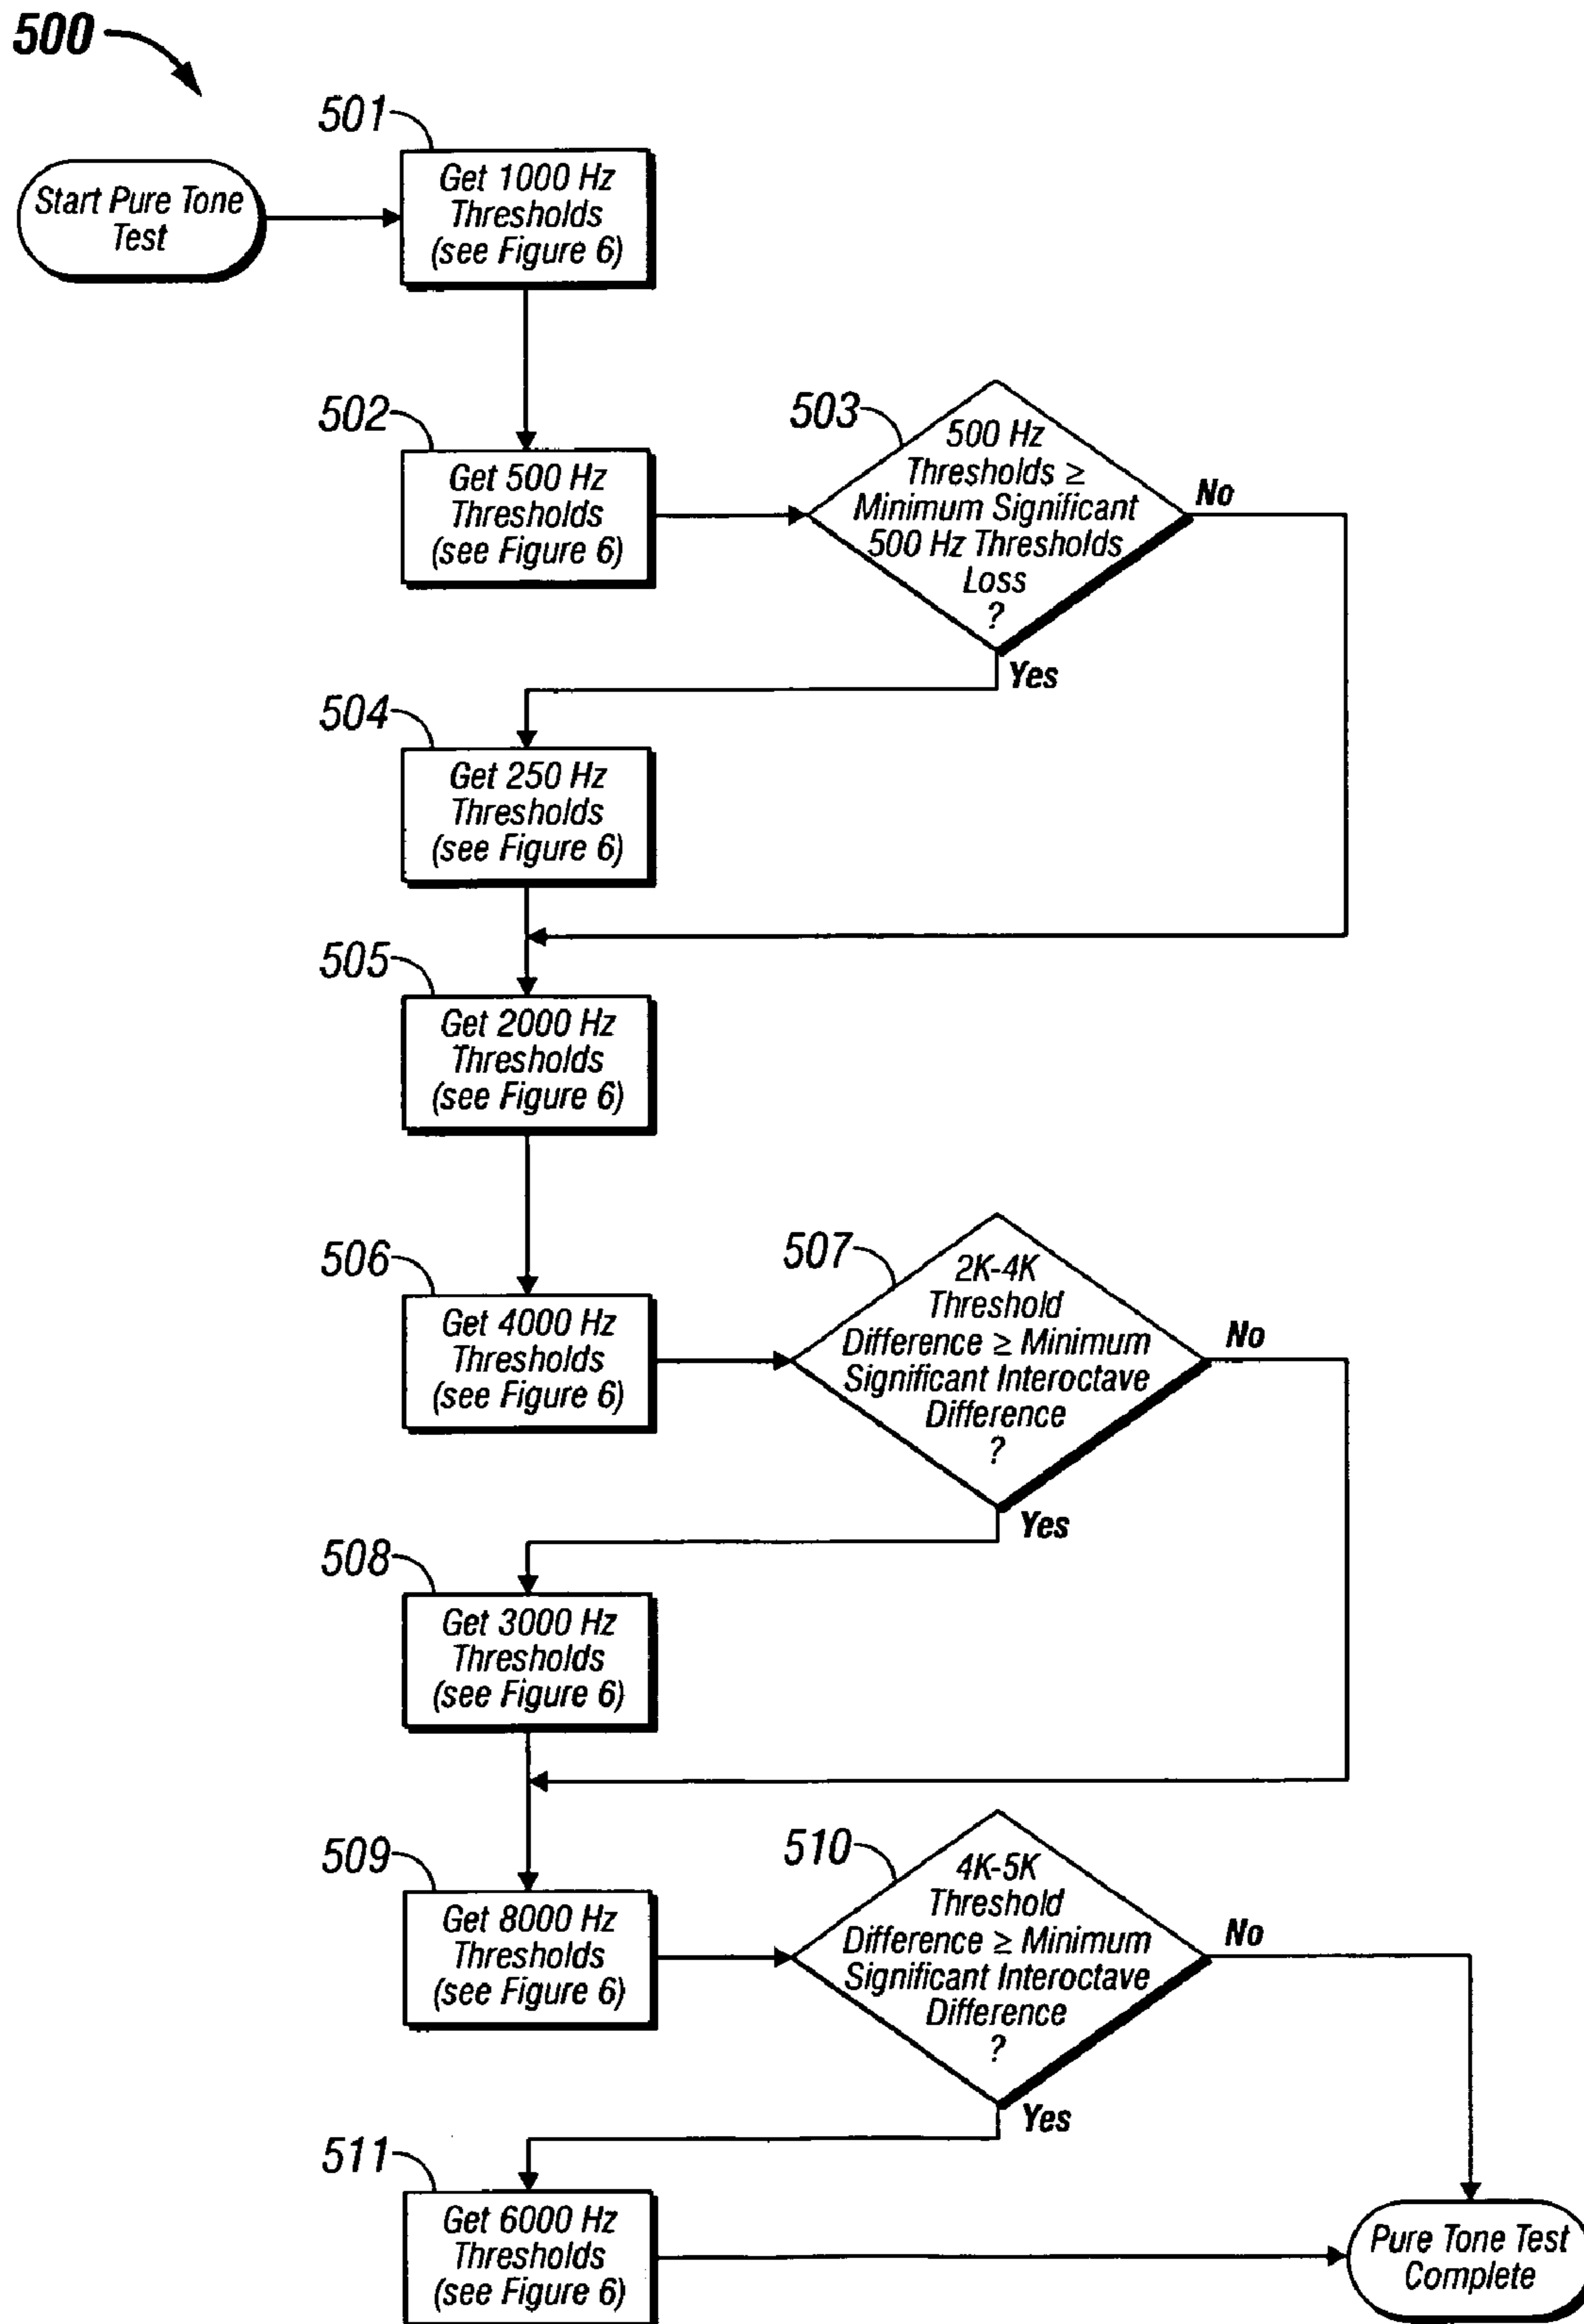 500
501
Start Pure Tone
Test
Get 1000 Hz
Thresholds
(see Figure 6)
502
Get 500 Hz
Thresholds
(see Figure 6)
503
500 Hz
Thresholds ≥
Minimum Significant
500 Hz Thresholds
Loss
?
No
Yes
504
Get 250 Hz
Thresholds
(see Figure 6)
505
Get 2000 Hz
Thresholds
(see Figure 6)
506
Get 4000 Hz
Thresholds
(see Figure 6)
507
2K-4K
Threshold
Difference ≥ Minimum
Significant Interoctave
Difference
?
No
Yes
508
Get 3000 Hz
Thresholds
(see Figure 6)
509
Get 8000 Hz
Thresholds
(see Figure 6)
510
4K-5K
Threshold
Difference ≥ Minimum
Significant Interoctave
Difference
?
No
Yes
511
Get 6000 Hz
Thresholds
(see Figure 6)
Pure Tone Test
Complete